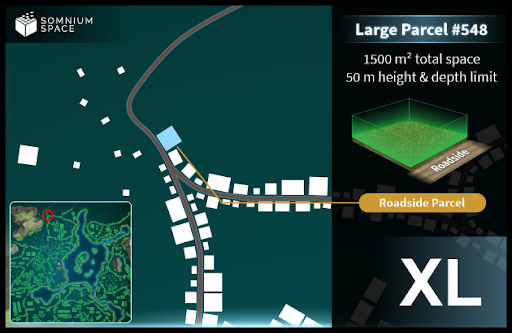 SOMNIUM
SPACE
Large Parcel #548
1500 m² total space
50 m height & depth limit
Roadside
Roadside Parcel
XL